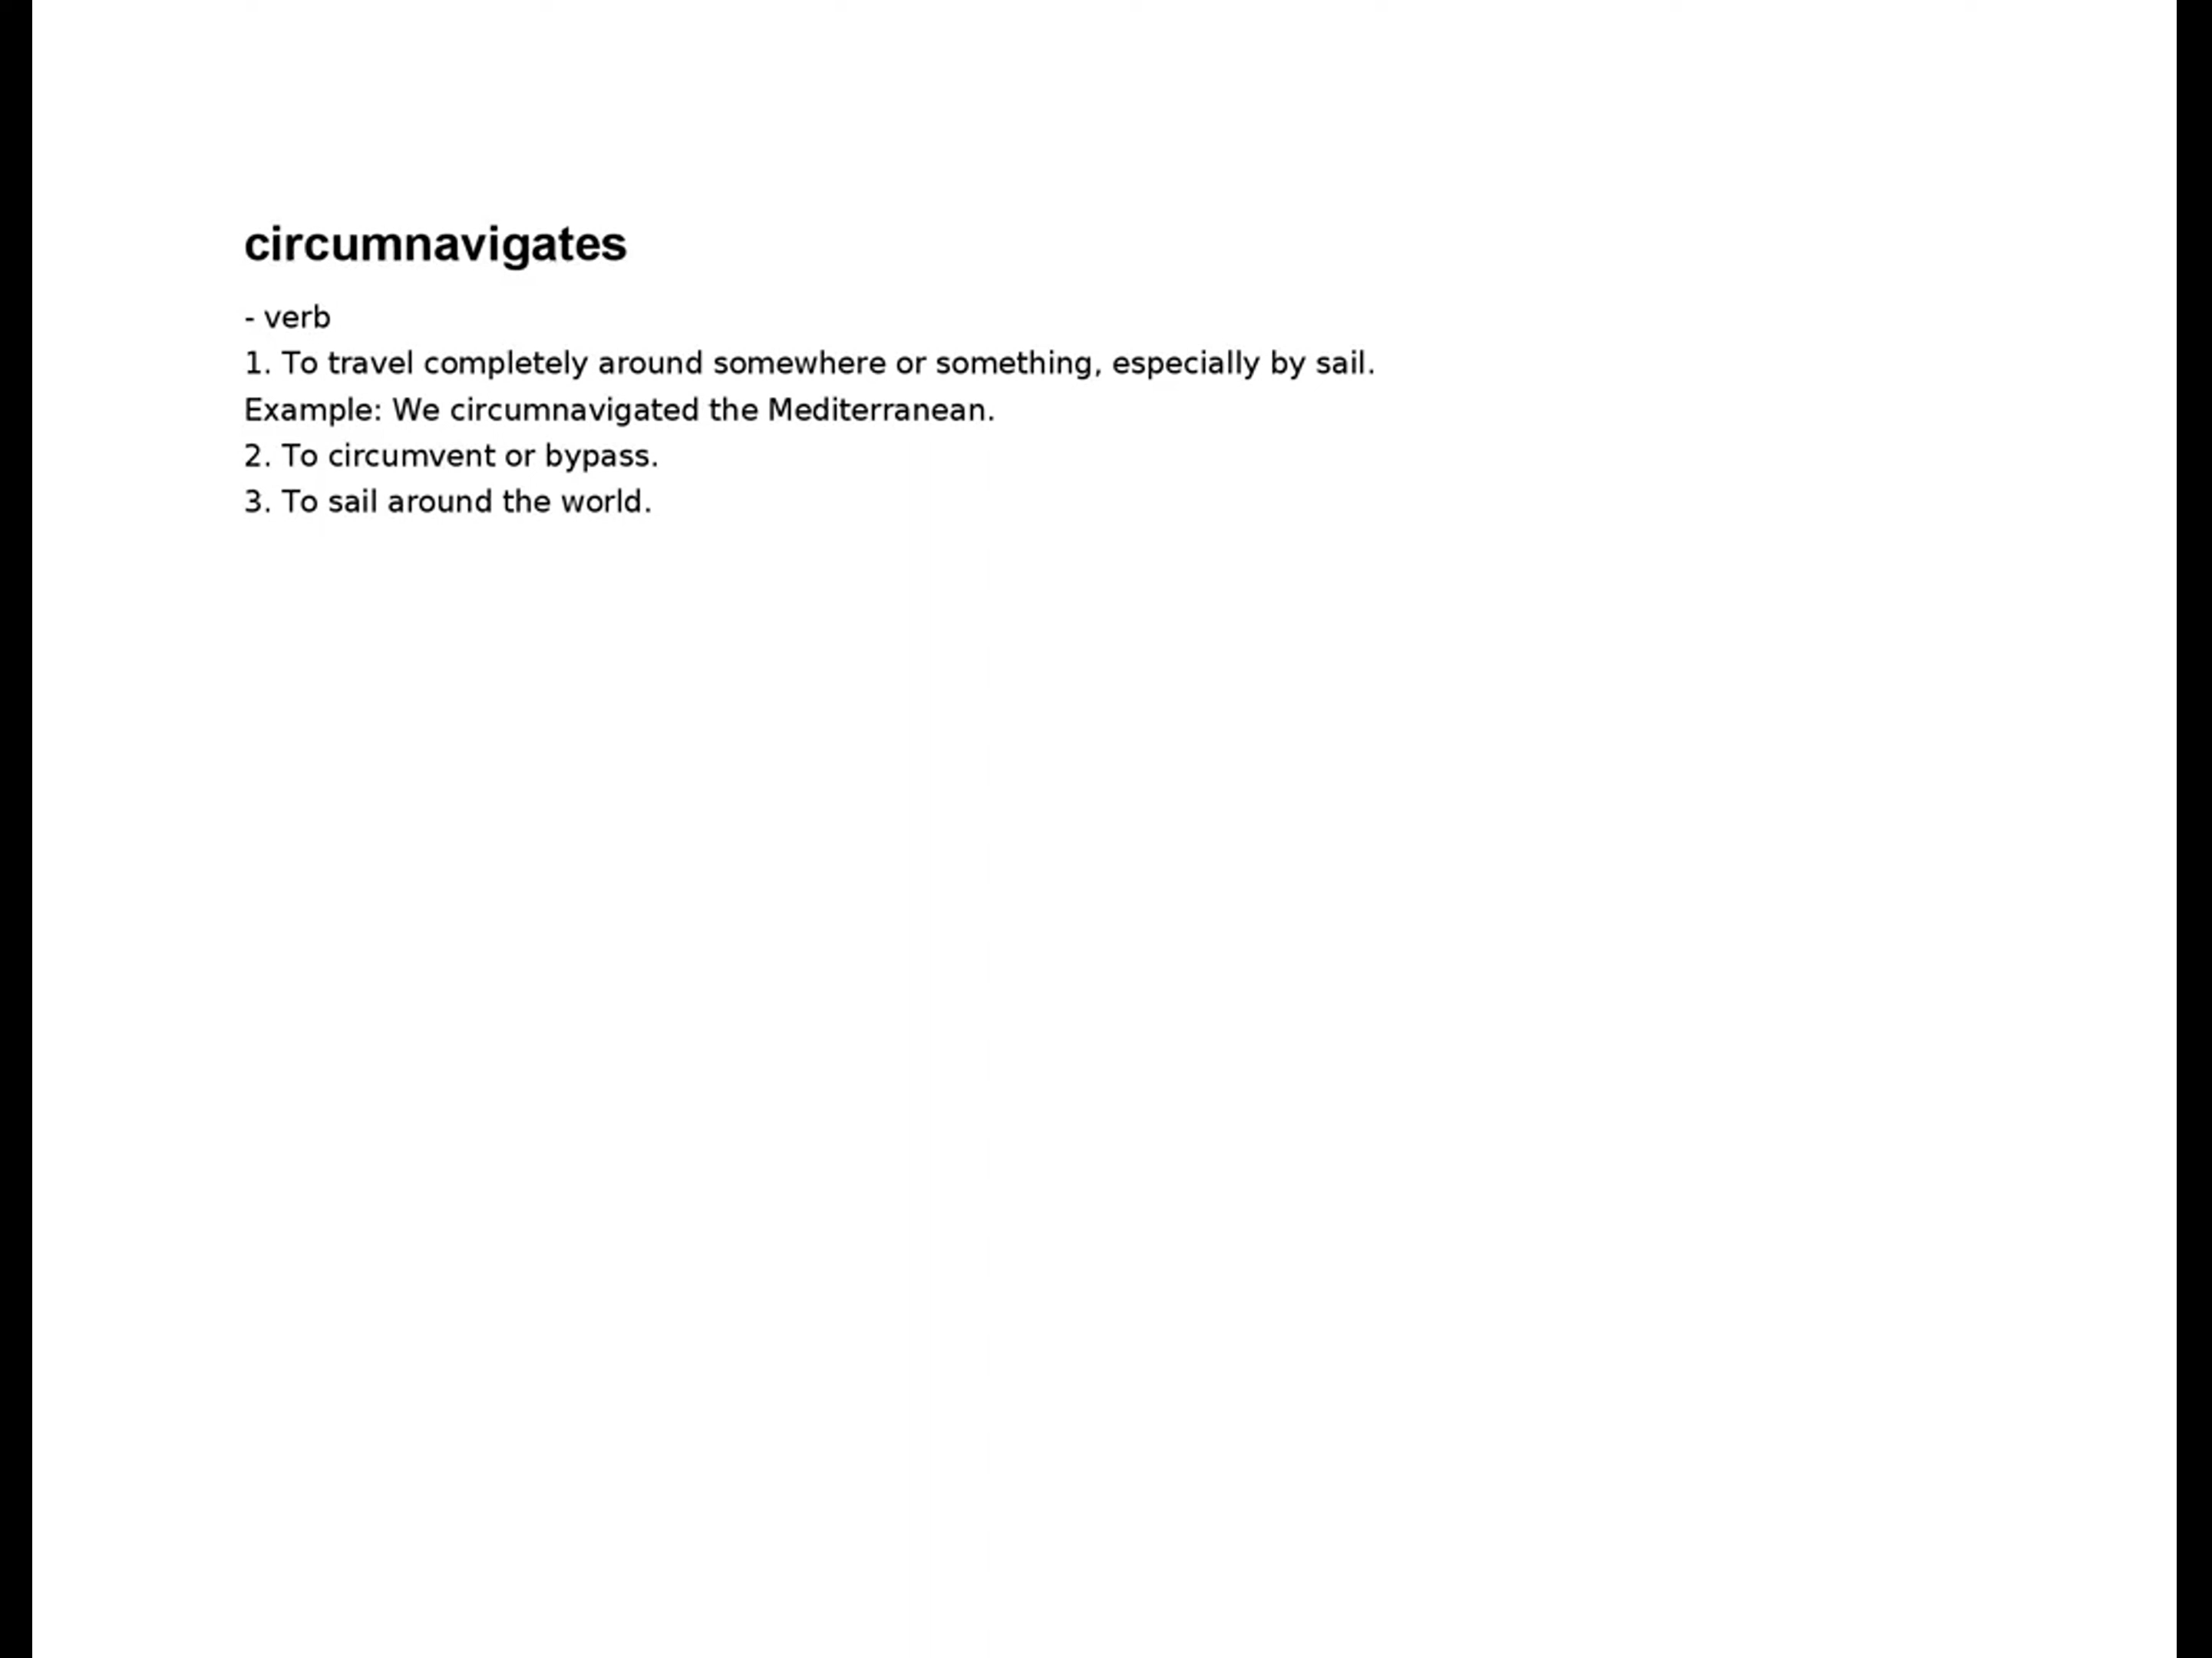 circumnavigates
- verb
1. To travel completely around somewhere or something, especially by sail.
Example: We circumnavigated the Mediterranean.
2. To circumvent or bypass.
3. To sail around the world.